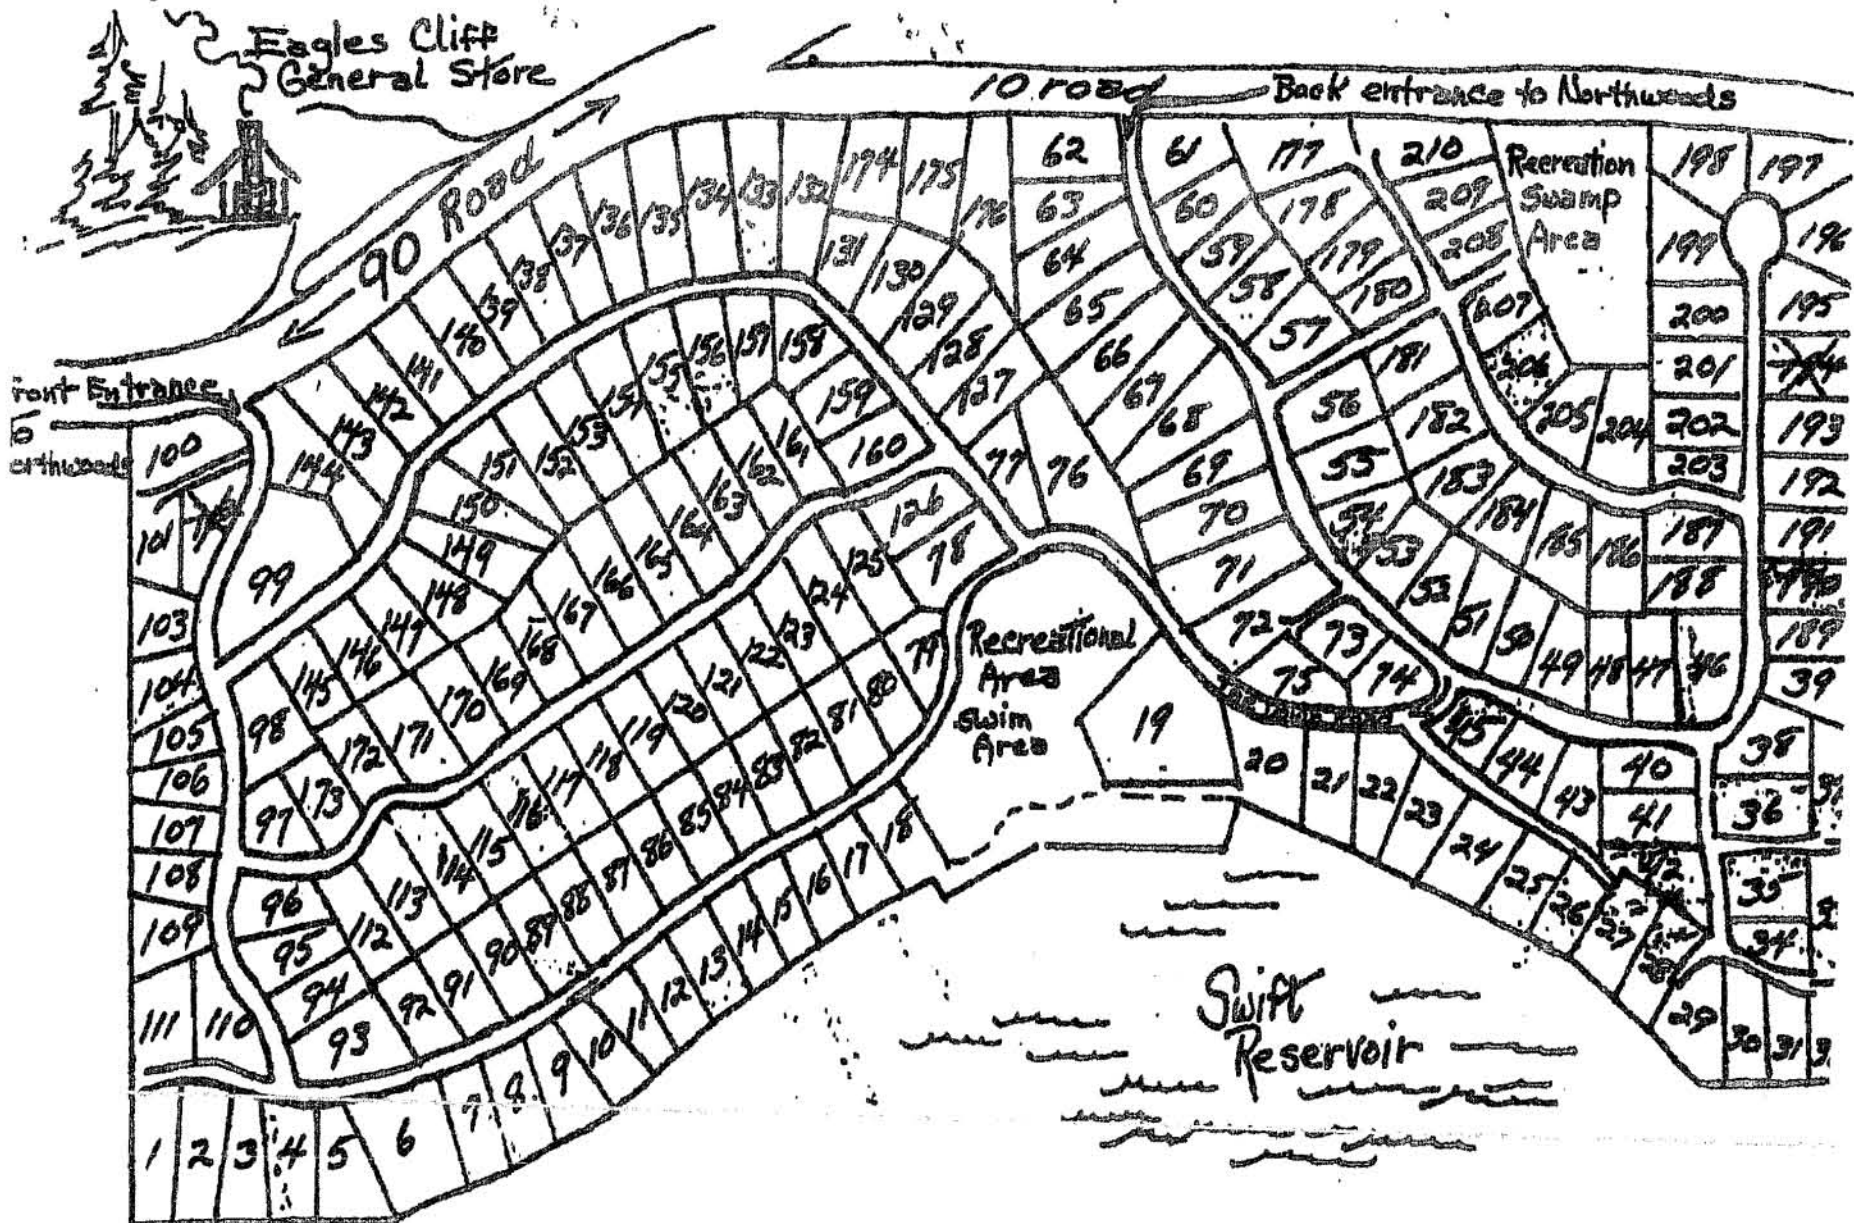 Eagles Cliff
General Store
10 road
Back entrance to Northwoods
90 Road
ront Entrance
to
orthwoods
Recreation
Swamp
Area
Recreational
Area
Swim
Area
Swift
Reservoir
62 61 177 210 198 197
174 175 176 63 60 178 209
132 133 134 135 136 137 138 139 140 141 142 143 144
131 130 129 128 127
64 59 179 208 199 196
65 58 180 207 200 195
66 57 181 206 201
67 56 182 205 204 202 193
68 55 183 203 192
69 54 184 187 191
70 53 185 186 188
71 52 51 50 49 48 47 46 189
72 73 74 75 39
77 76
158 157 156 155 153 152 151
159 160 161 162 163 164 165 166 167 168 169 170 171 172 173
150 149 148 147 146 145
100 101 99
103 104 105 106 107 108 109
98 97 96 95 94 93
126 125 124 123 122 121 120 119 118 117 116 115 114 113 112
78 79 80 81 82 83 84 85 86 87 88 89 90 91 92
111 110
19 20 21 22 23 24 25 26 27
45 44 43 40 41 38 36
35 34
29 30 31
18 17 16 15 14 13 12 11 10 9 8 7
1 2 3 4 5 6